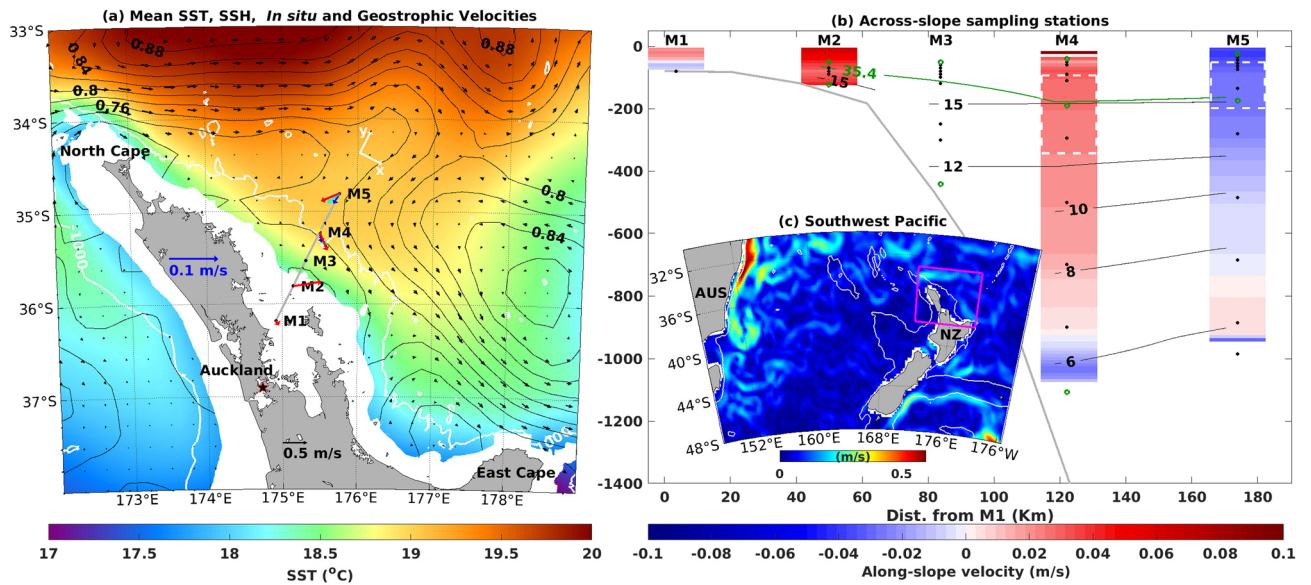 (a) Mean SST, SSH, In situ and Geostrophic Velocities
33°S
34°S
35°S
36°S
37°S
0.88
0.88
0.84
0.8
0.76
0.8
0.84
North Cape
y
x
M5
M4
M3
M2
M1
-1000
0.1 m/s
Auckland
0.5 m/s
1000
East Cape
173°E
174°E
175°E
176°E
177°E
178°E
17
17.5
18
18.5
19
19.5
20
SST (°C)
(b) Across-slope sampling stations
M1
M2
M3
M4
M5
0
-200
-400
-600
-800
-1000
-1200
-1400
35.4
15
15
12
10
8
6
(c) Southwest Pacific
32°S
36°S
40°S
44°S
48°S
AUS
NZ
152°E
160°E
168°E
176°E
176°W
0
(m/s)
0.5
0
20
40
60
80
100
120
140
160
180
Dist. from M1 (Km)
-0.1
-0.08
-0.06
-0.04
-0.02
0
0.02
0.04
0.06
0.08
0.1
Along-slope velocity (m/s)